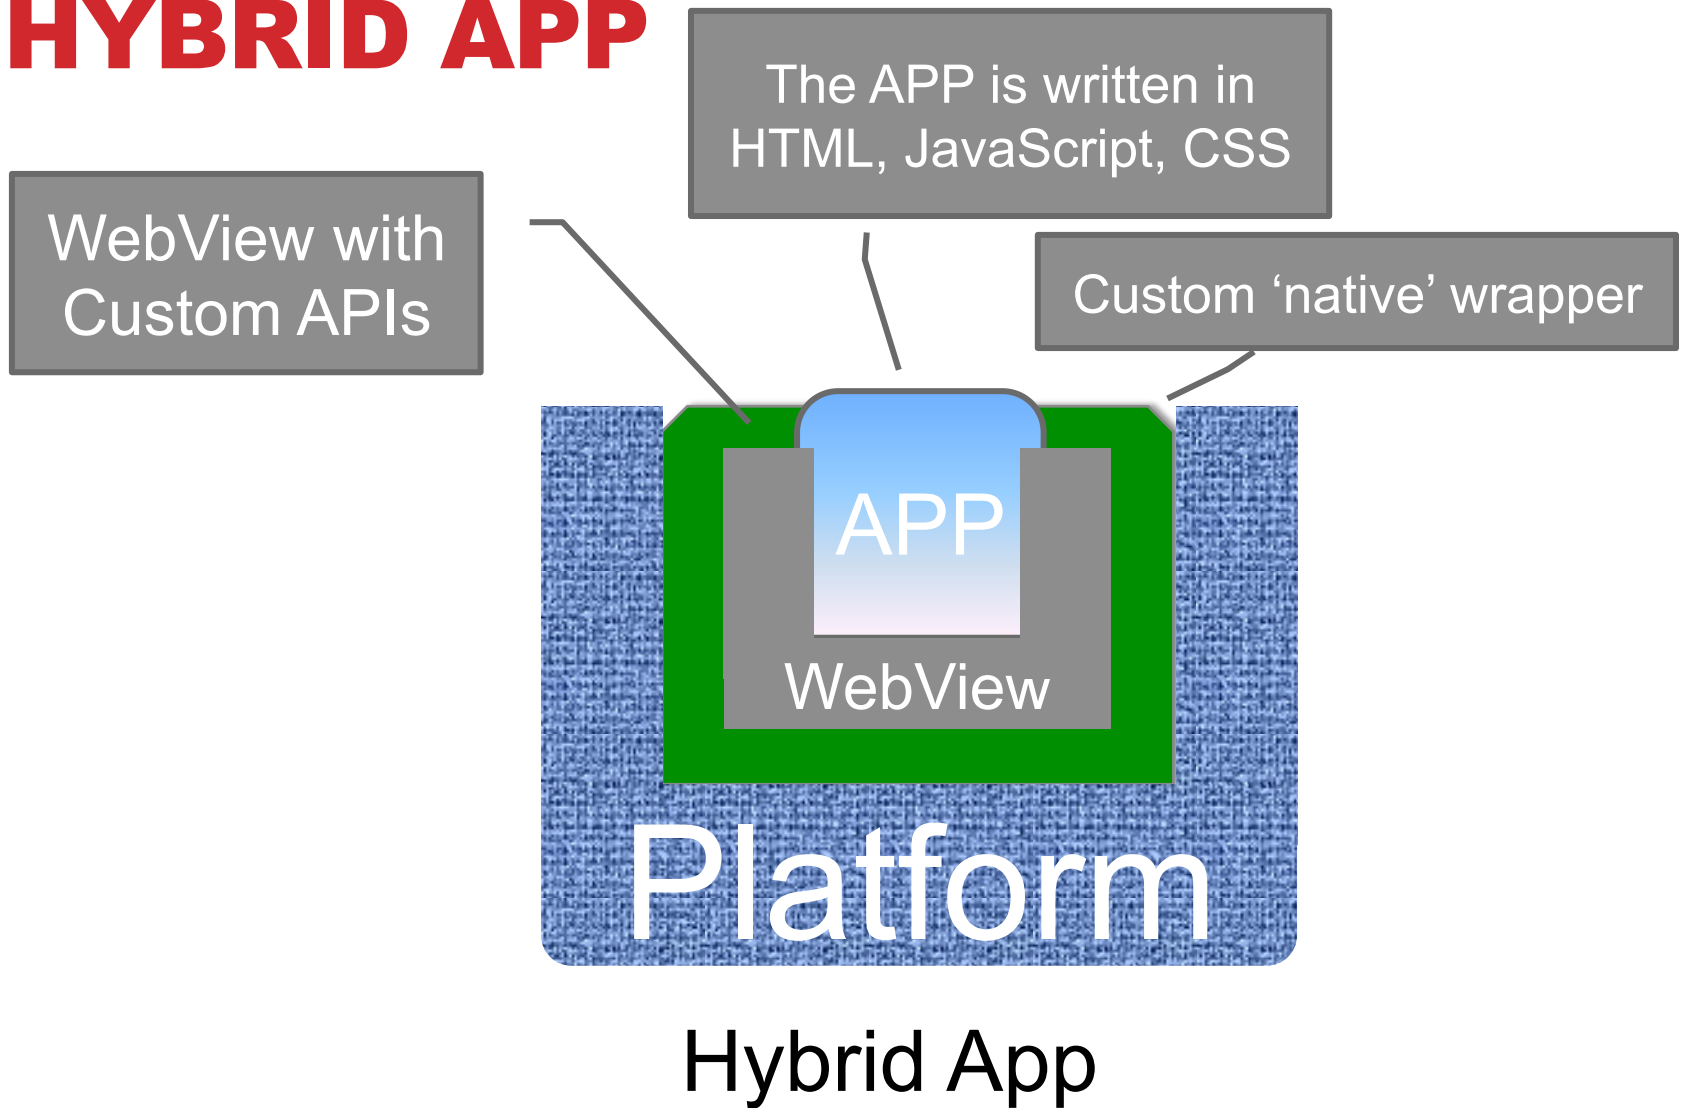 HYBRID APP
The APP is written in
HTML, JavaScript, CSS
WebView with
Custom APIs
Custom ‘native’ wrapper
APP
WebView
Platform
Hybrid App